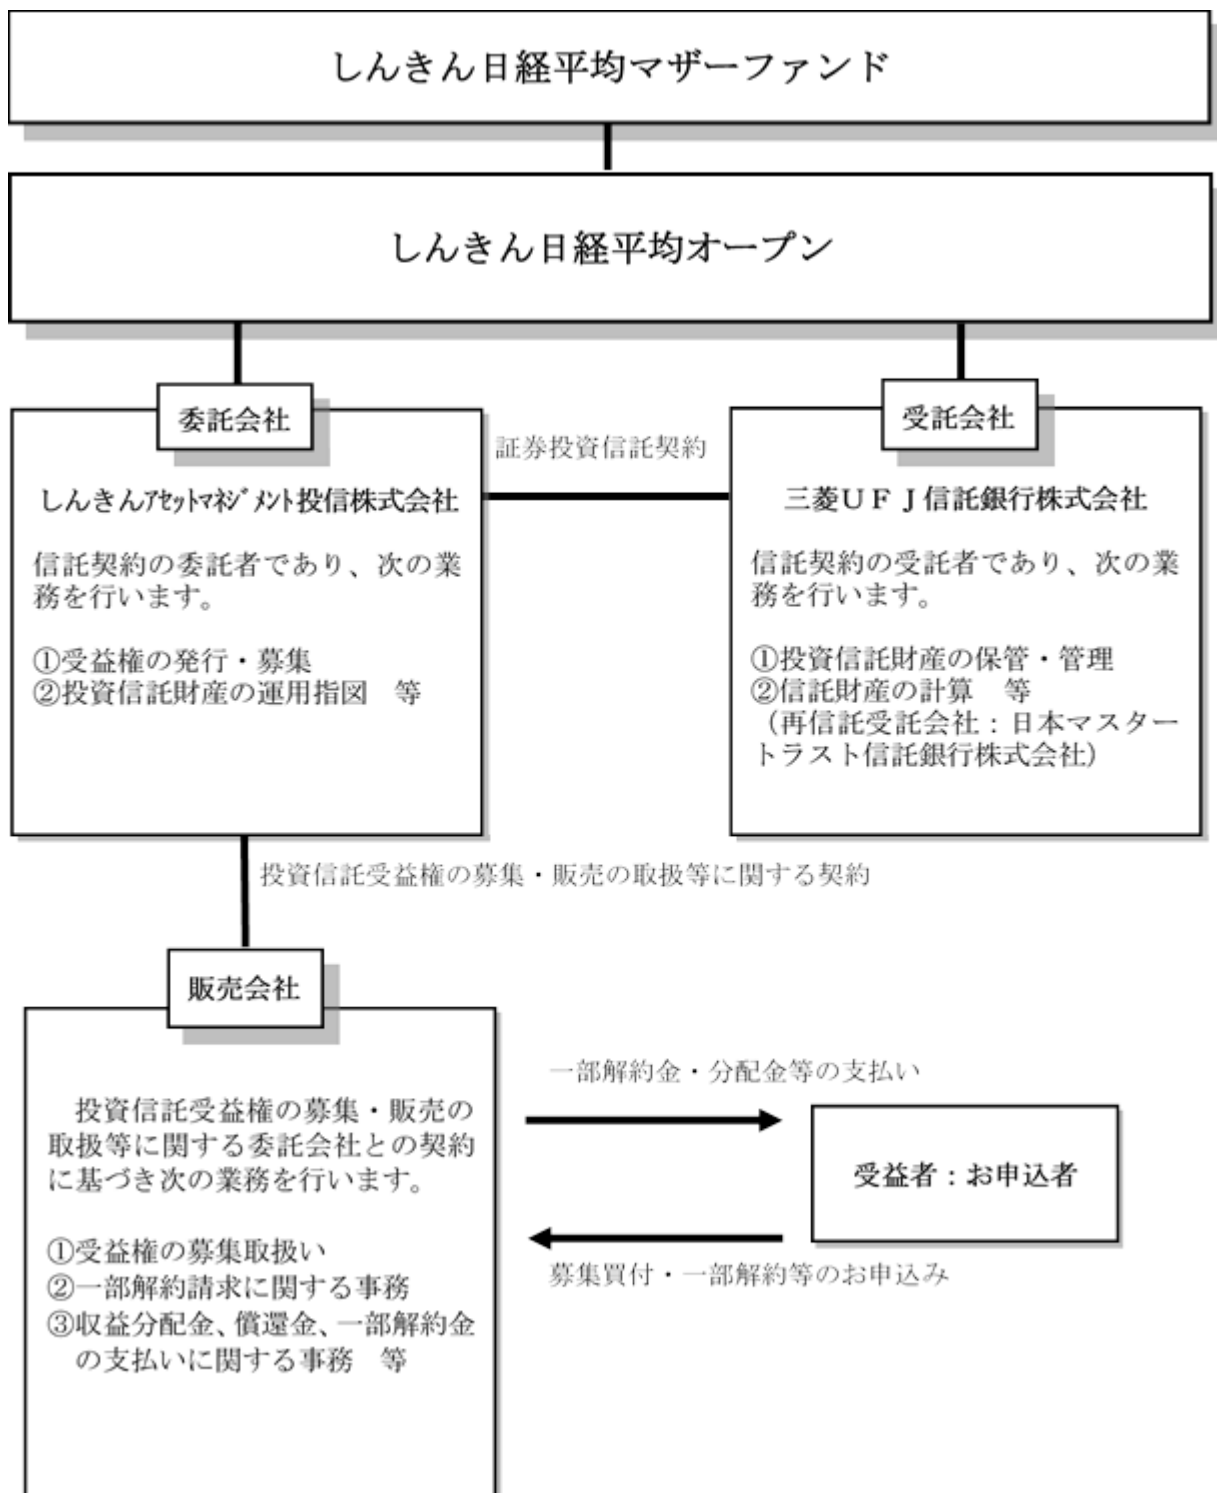 しんきん日経平均マザーファンド
しんきん日経平均オープン
委託会社
しんきんｱｾｯﾄﾏﾈｼﾞﾒﾝﾄ投信株式会社
信託契約の委託者であり、次の業
務を行います。
①受益権の発行・募集
②投資信託財産の運用指図　等
証券投資信託契約
受託会社
三菱ＵＦＪ信託銀行株式会社
信託契約の受託者であり、次の業
務を行います。
①投資信託財産の保管・管理
②信託財産の計算　等
（再信託受託会社：日本マスター
トラスト信託銀行株式会社）
投資信託受益権の募集・販売の取扱等に関する契約
販売会社
投資信託受益権の募集・販売の
取扱等に関する委託会社との契約
に基づき次の業務を行います。
①受益権の募集取扱い
②一部解約請求に関する事務
③収益分配金、償還金、一部解約金
の支払いに関する事務　等
一部解約金・分配金等の支払い
受益者：お申込者
募集買付・一部解約等のお申込み